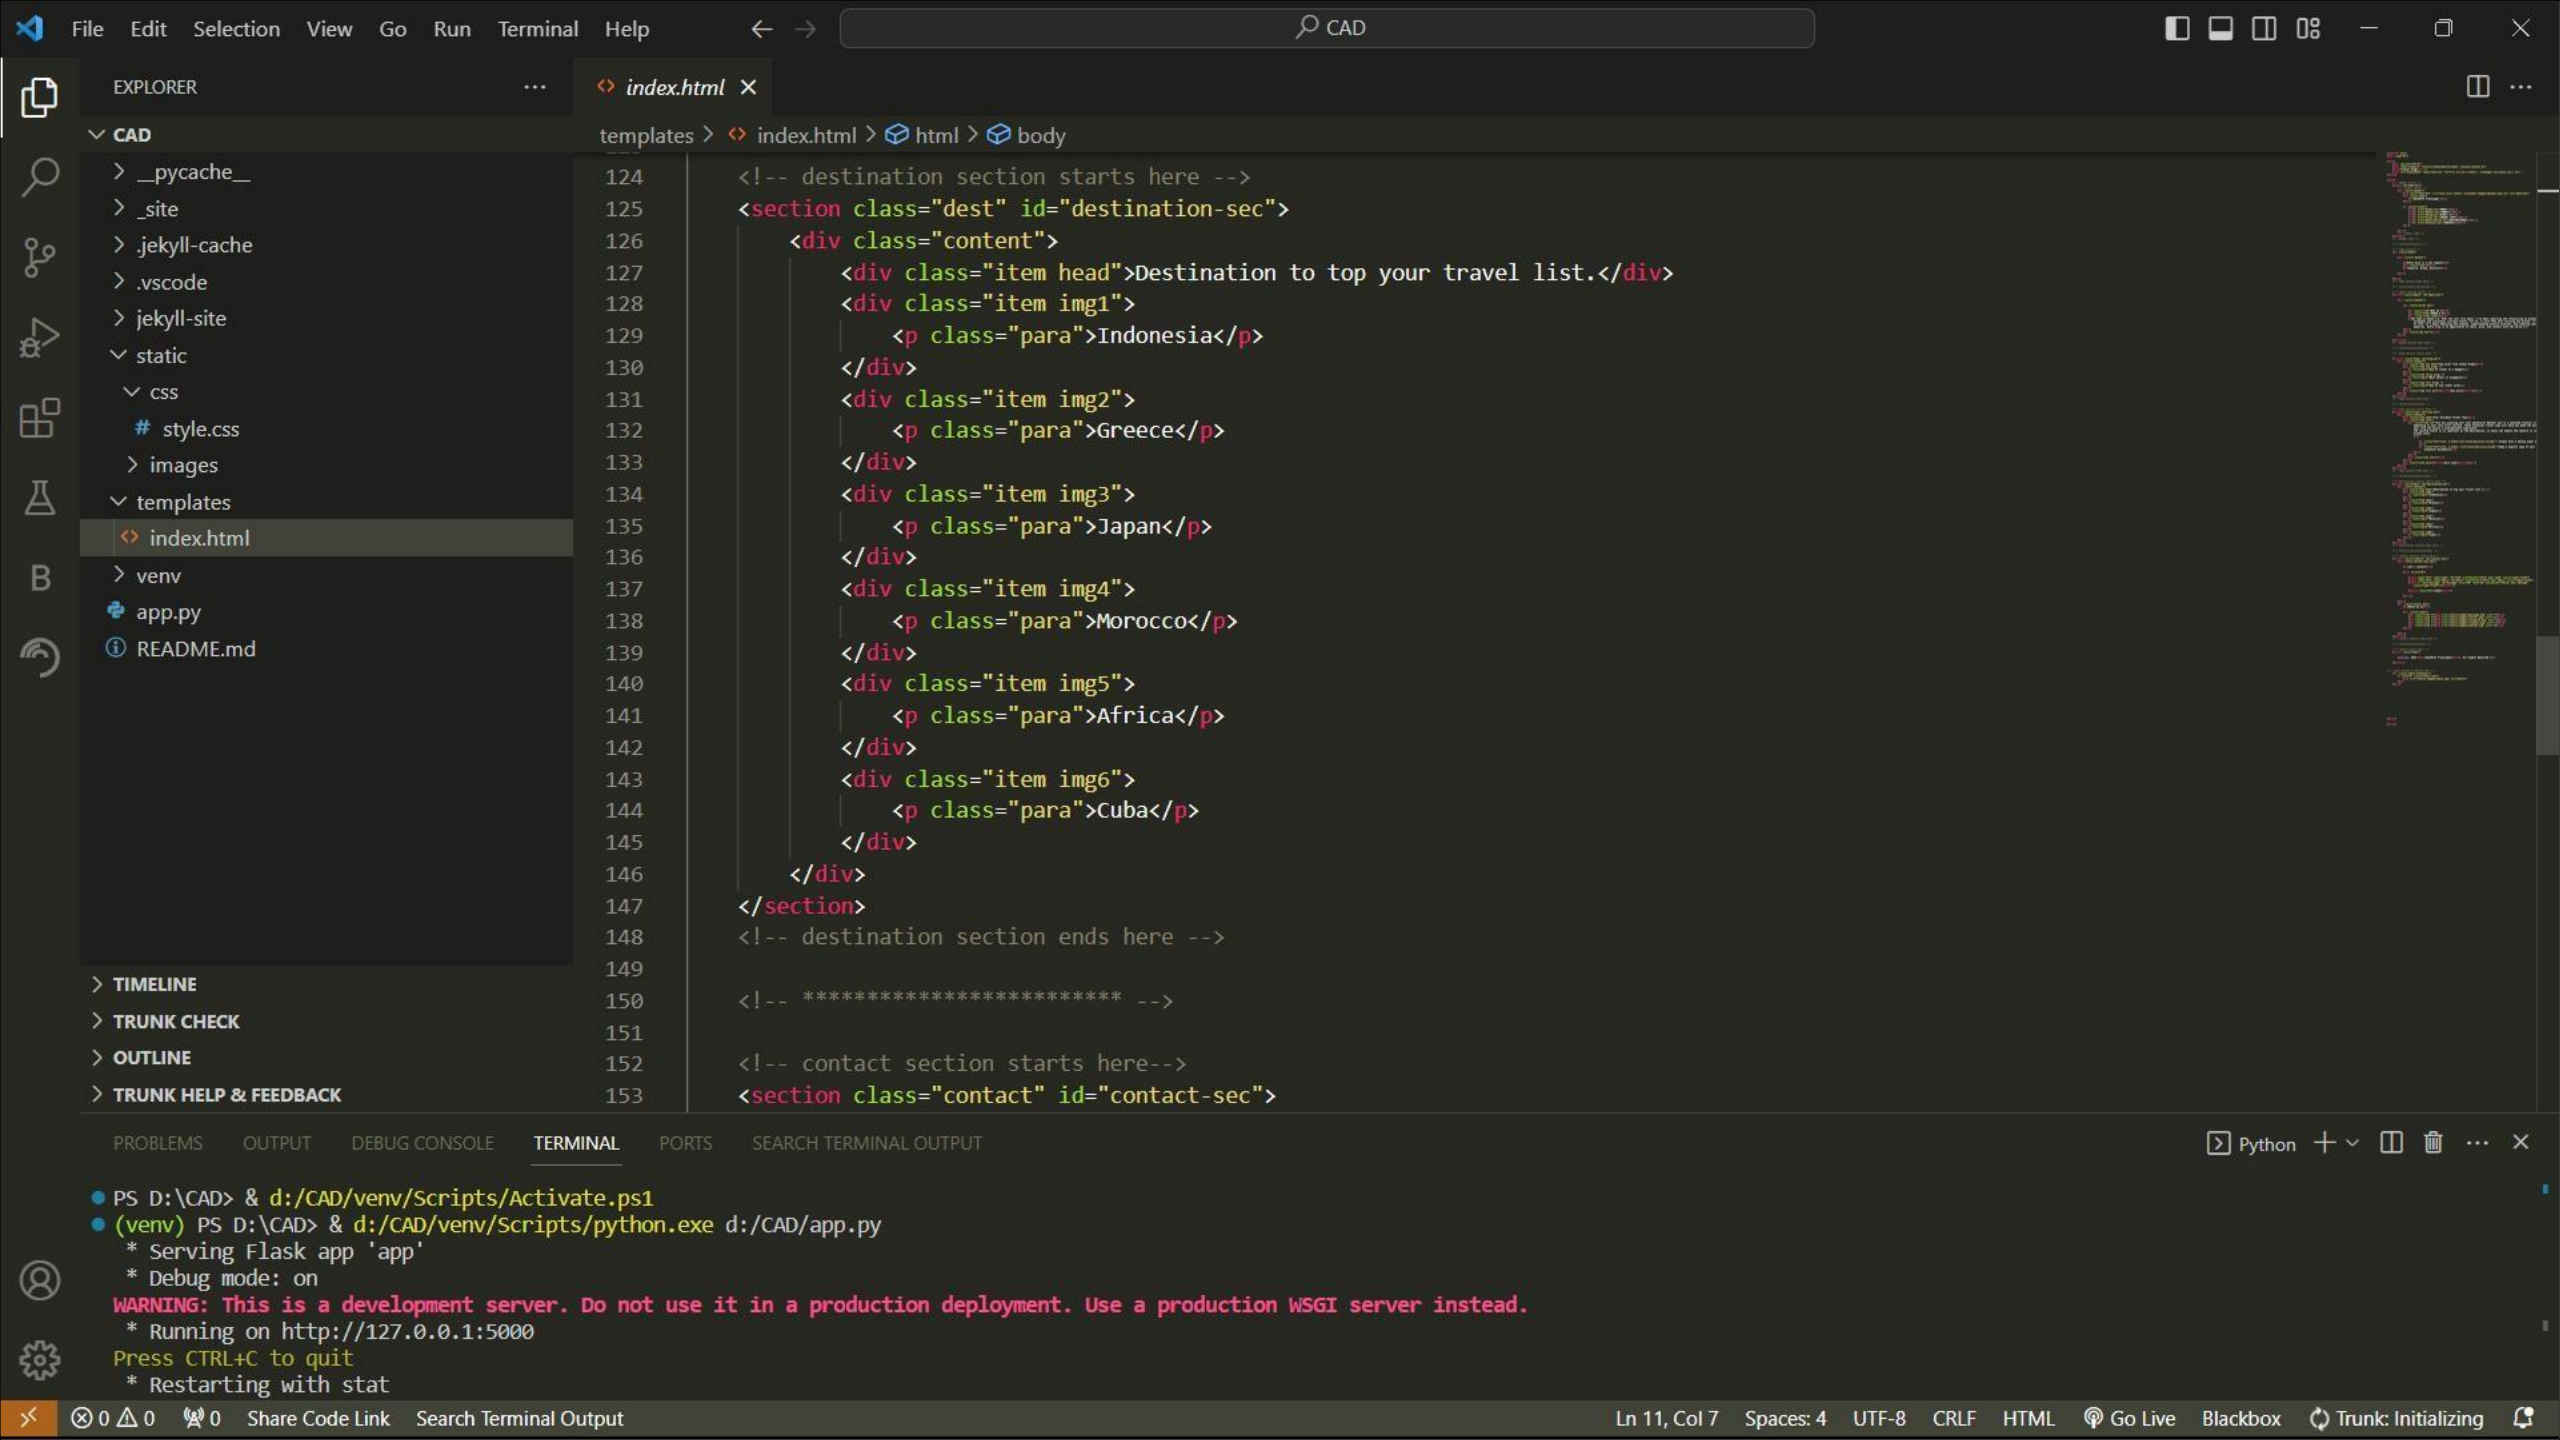 File Edit Selection View Go Run Terminal Help
CAD
EXPLORER
index.html
CAD
templates > index.html > html > body
__pycache__
_site
.jekyll-cache
.vscode
jekyll-site
static
css
# style.css
images
templates
index.html
venv
app.py
README.md
TIMELINE
TRUNK CHECK
OUTLINE
TRUNK HELP & FEEDBACK
124 <!-- destination section starts here -->
125 <section class="dest" id="destination-sec">
126 <div class="content">
127 <div class="item head">Destination to top your travel list.</div>
128 <div class="item img1">
129 <p class="para">Indonesia</p>
130 </div>
131 <div class="item img2">
132 <p class="para">Greece</p>
133 </div>
134 <div class="item img3">
135 <p class="para">Japan</p>
136 </div>
137 <div class="item img4">
138 <p class="para">Morocco</p>
139 </div>
140 <div class="item img5">
141 <p class="para">Africa</p>
142 </div>
143 <div class="item img6">
144 <p class="para">Cuba</p>
145 </div>
146 </div>
147 </section>
148 <!-- destination section ends here -->
149
150 <!-- ************************* -->
151
152 <!-- contact section starts here-->
153 <section class="contact" id="contact-sec">
PROBLEMS OUTPUT DEBUG CONSOLE TERMINAL PORTS SEARCH TERMINAL OUTPUT
Python
PS D:\CAD> & d:/CAD/venv/Scripts/Activate.ps1
(venv) PS D:\CAD> & d:/CAD/venv/Scripts/python.exe d:/CAD/app.py
* Serving Flask app 'app'
* Debug mode: on
WARNING: This is a development server. Do not use it in a production deployment. Use a production WSGI server instead.
* Running on http://127.0.0.1:5000
Press CTRL+C to quit
* Restarting with stat
0 0 0 Share Code Link Search Terminal Output
Ln 11, Col 7 Spaces: 4 UTF-8 CRLF HTML Go Live Blackbox Trunk: Initializing